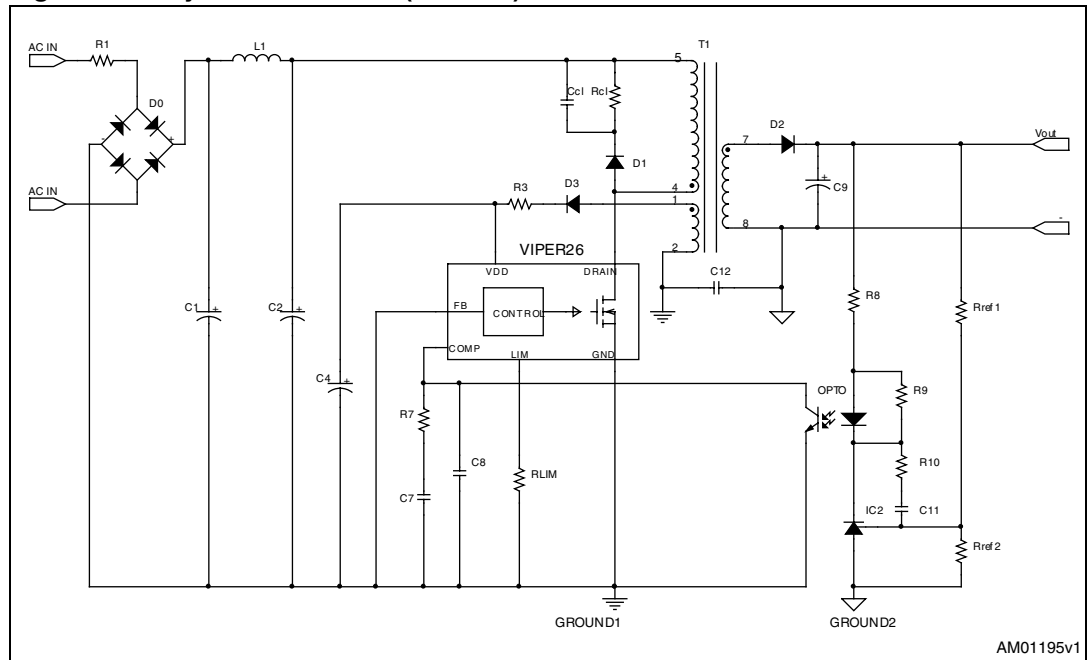 AC IN
R1
L1
T1
5
Ccl
Rcl
D0
-
+
D1
D2
7
Vout
+
C9
AC IN
R3
D3
4
1
8
-
2
VIPER26
C12
VDD
DRAIN
R8
FB
CONTROL
Rref1
C1
+
C2
+
COMP
LIM
GND
C4
+
OPTO
R9
R7
C8
RLIM
R10
C7
IC2
C11
Rref2
GROUND1
GROUND2
AM01195v1